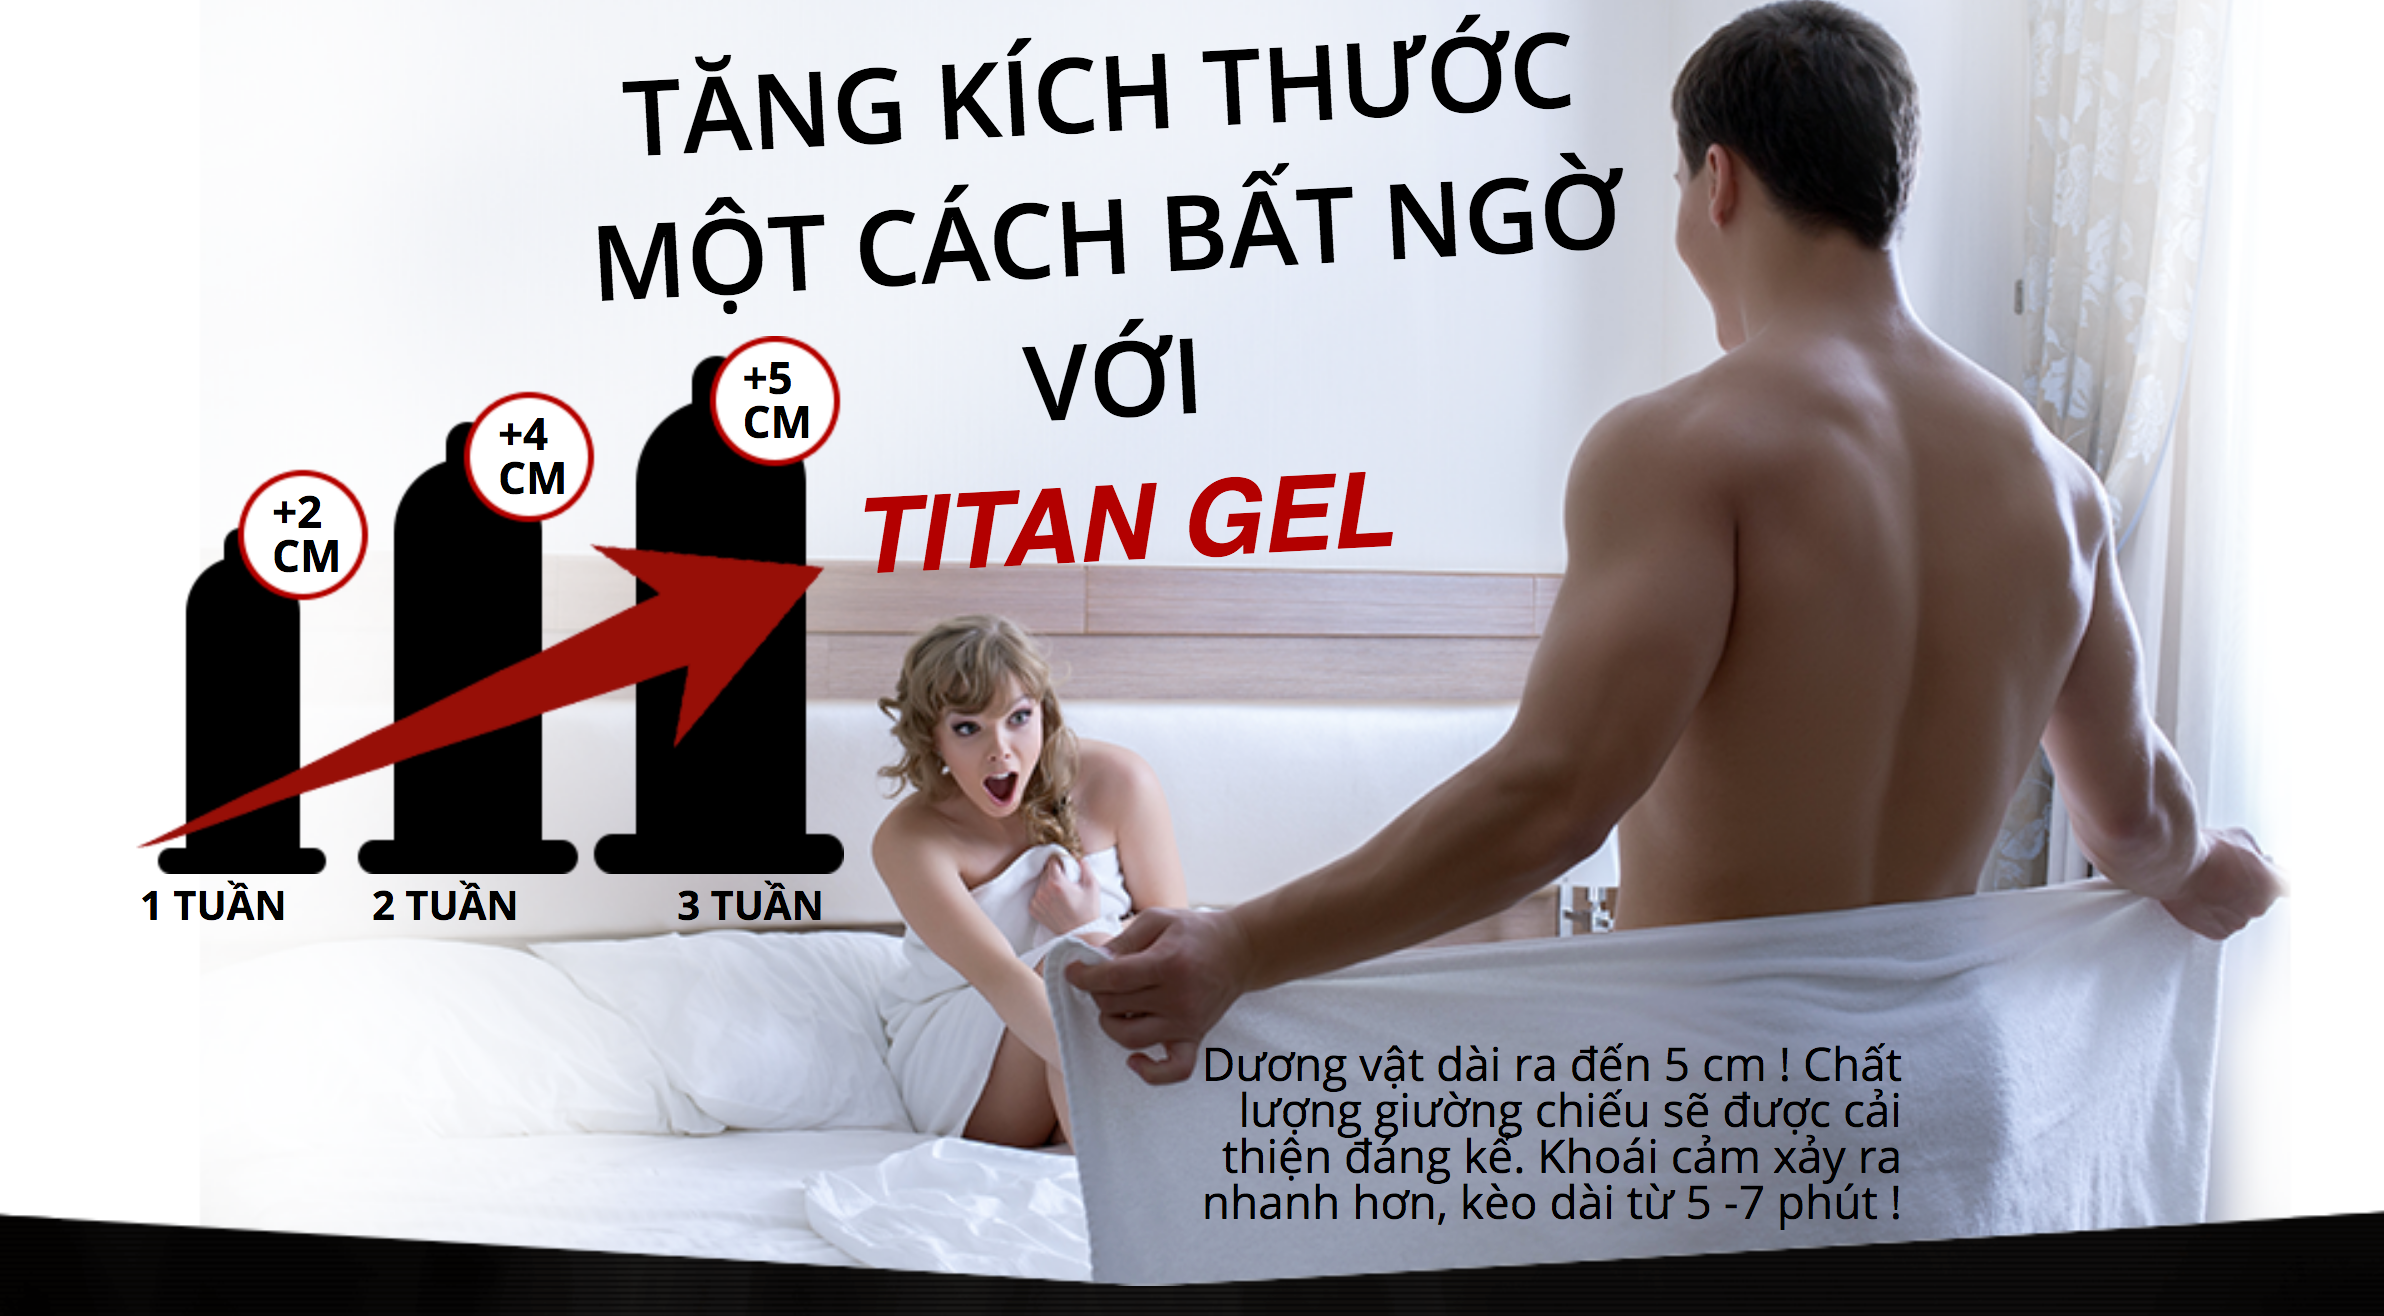 TĂNG KÍCH THƯỚC
MỘT CÁCH BẤT NGỜ
VỚI
TITAN GEL
+2
CM
+4
CM
+5
CM
1 TUẦN
2 TUẦN
3 TUẦN
Dương vật dài ra đến 5 cm ! Chất
lượng giường chiếu sẽ được cải
thiện đáng kể. Khoái cảm xảy ra
nhanh hơn, kèo dài từ 5 -7 phút !